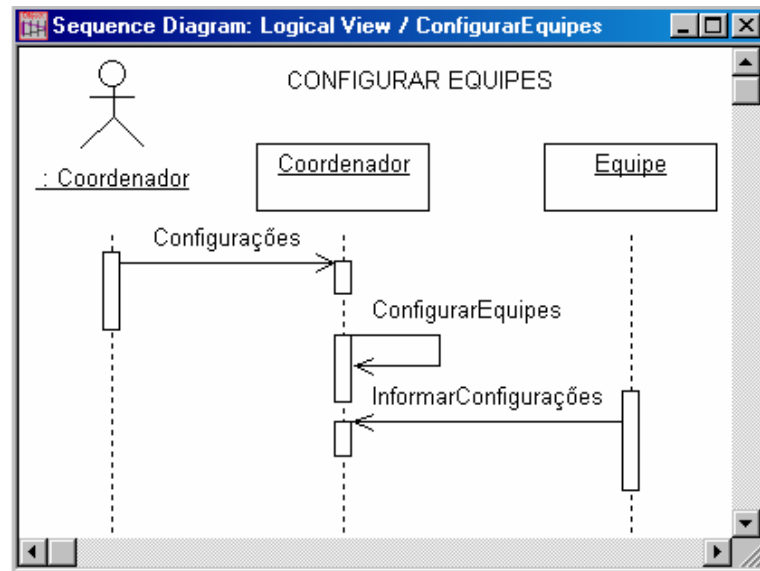 Sequence Diagram: Logical View / ConfigurarEquipes
CONFIGURAR EQUIPES
: Coordenador
Coordenador
Equipe
Configurações
ConfigurarEquipes
InformarConfigurações